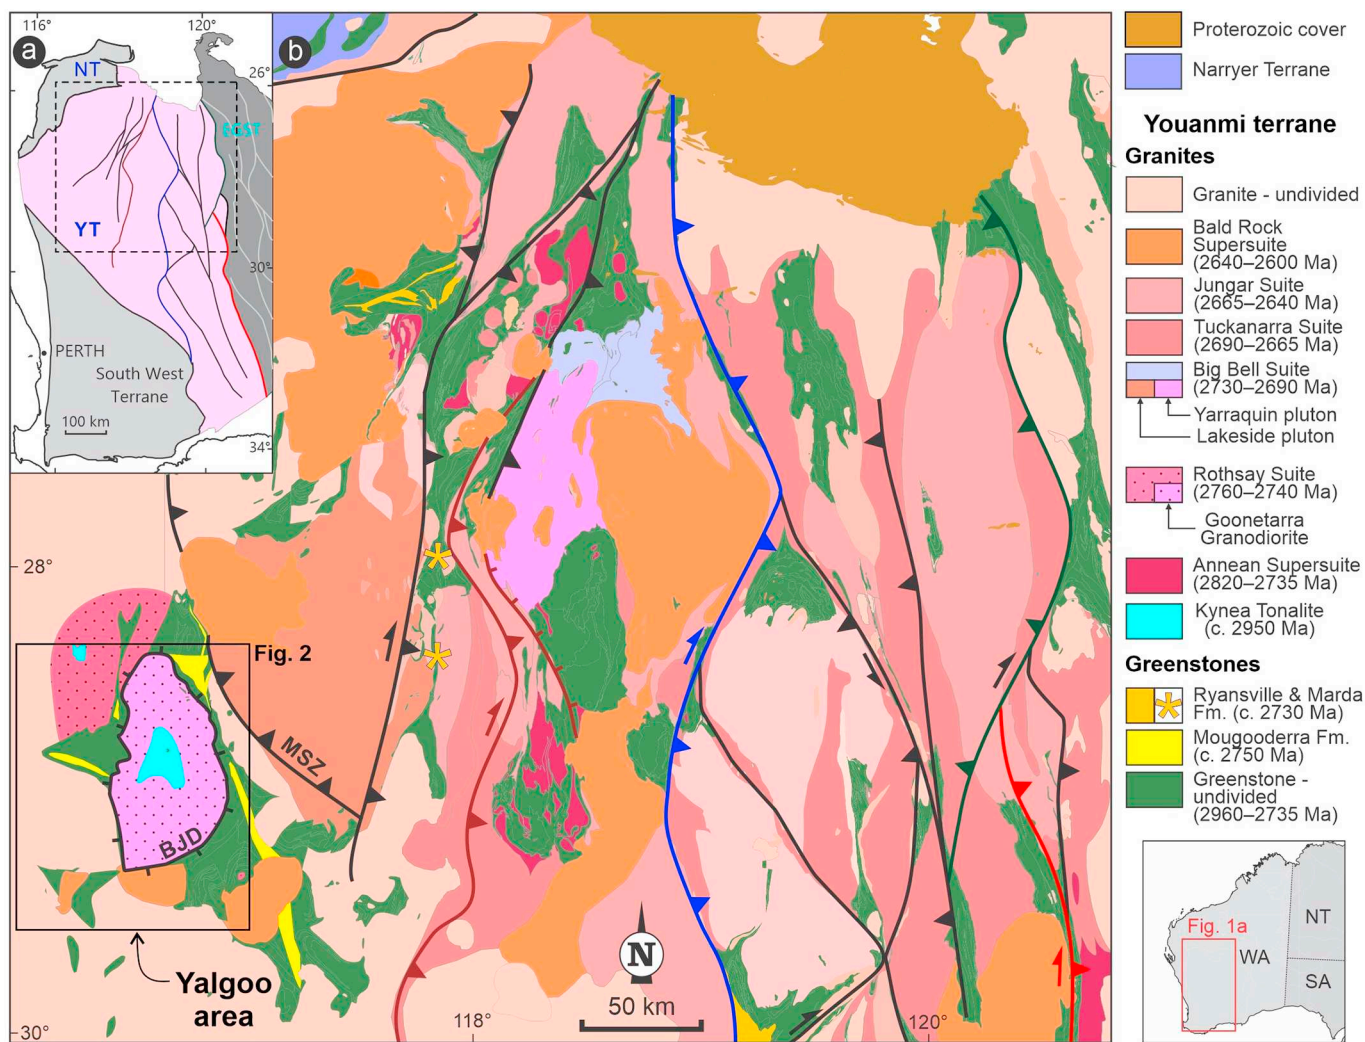 116°
120°
a
b
NT
26°
EGST
YT
30°
PERTH
South West
Terrane
100 km
34°
28°
Fig. 2
MSZ
BJD
Yalgoo
area
30°
118°
N
50 km
120°
Proterozoic cover
Narryer Terrane
Youanmi terrane
Granites
Granite - undivided
Bald Rock
Supersuite
(2640–2600 Ma)
Jungar Suite
(2665–2640 Ma)
Tuckanarra Suite
(2690–2665 Ma)
Big Bell Suite
(2730–2690 Ma)
Yarraquin pluton
Lakeside pluton
Rothsay Suite
(2760–2740 Ma)
Goonetarra
Granodiorite
Annean Supersuite
(2820–2735 Ma)
Kynea Tonalite
(c. 2950 Ma)
Greenstones
Ryansville & Marda
Fm. (c. 2730 Ma)
Mougooderra Fm.
(c. 2750 Ma)
Greenstone -
undivided
(2960–2735 Ma)
NT
Fig. 1a
WA
SA